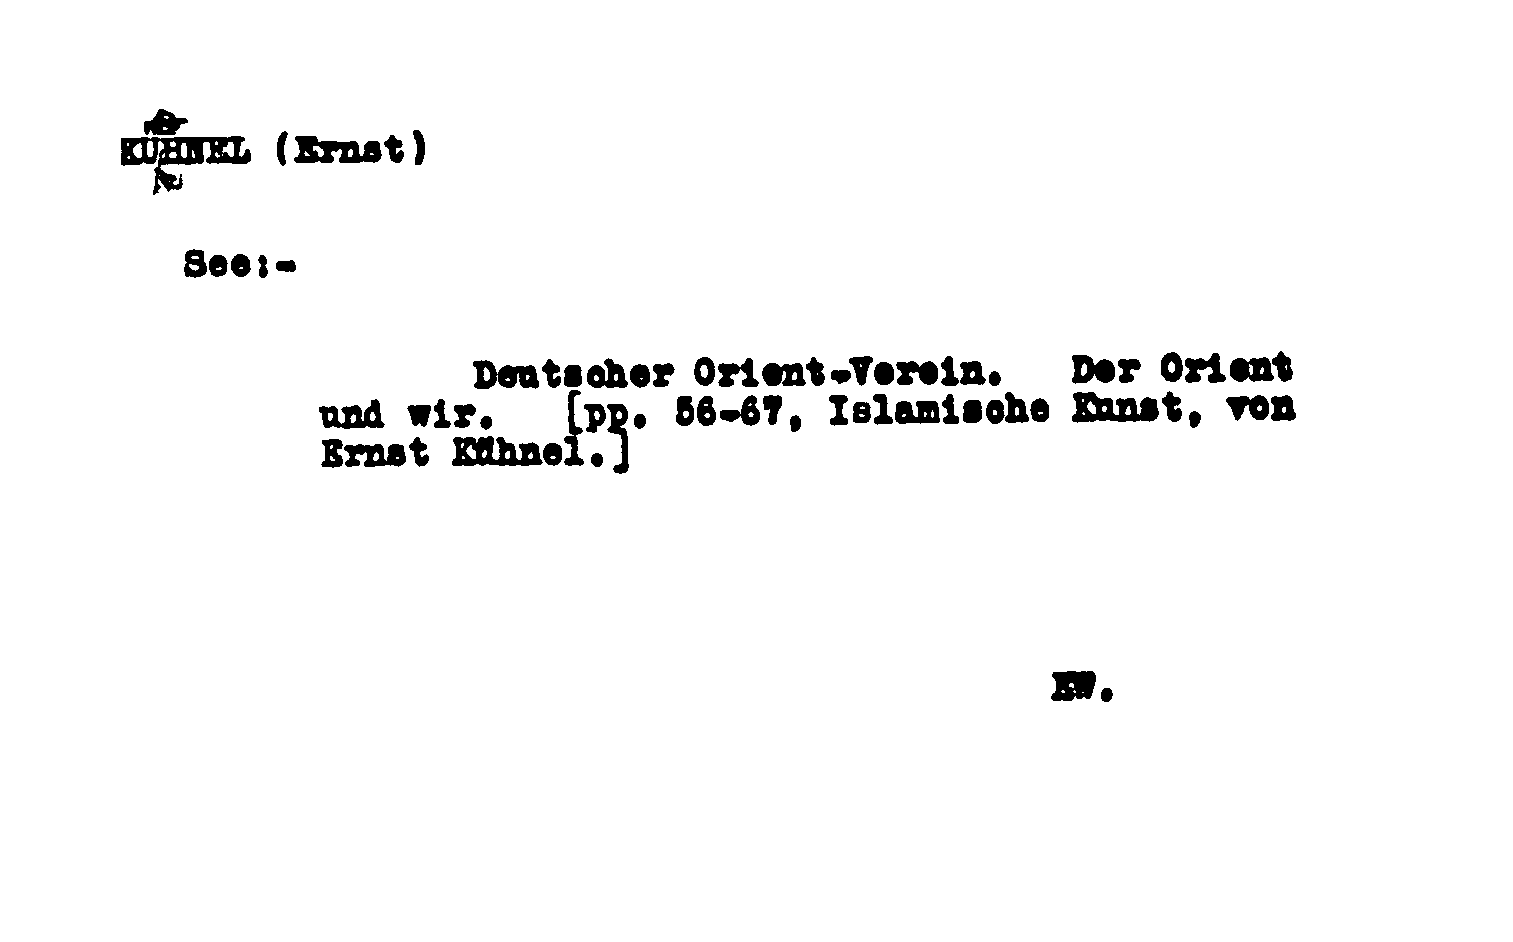 KÜHNEL (Ernst)
See:-
Deutscher Orient-Verein. Der Orient
und wir. [pp. 56-67, Islamische Kunst, von
Ernst Kühnel.]
EW.